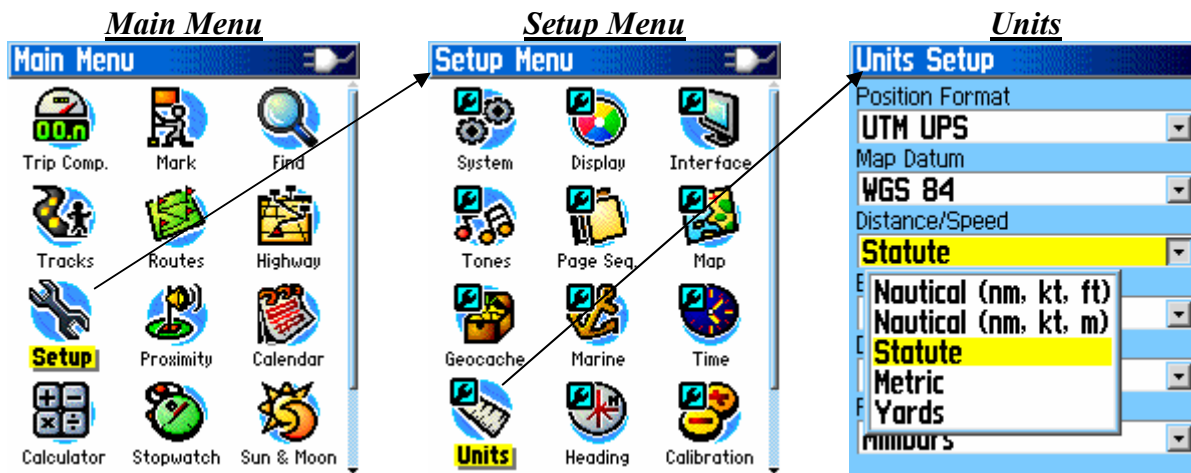 Main Menu
Setup Menu
Units
Main Menu
Trip Comp.
Mark
Find
Tracks
Routes
Highway
Setup
Proximity
Calendar
Calculator
Stopwatch
Sun & Moon
Setup Menu
System
Display
Interface
Tones
Page Seq.
Map
Geocache
Marine
Time
Units
Heading
Calibration
Units Setup
Position Format
UTM UPS
Map Datum
WGS 84
Distance/Speed
Statute
Nautical (nm, kt, ft)
Nautical (nm, kt, m)
Statute
Metric
Yards